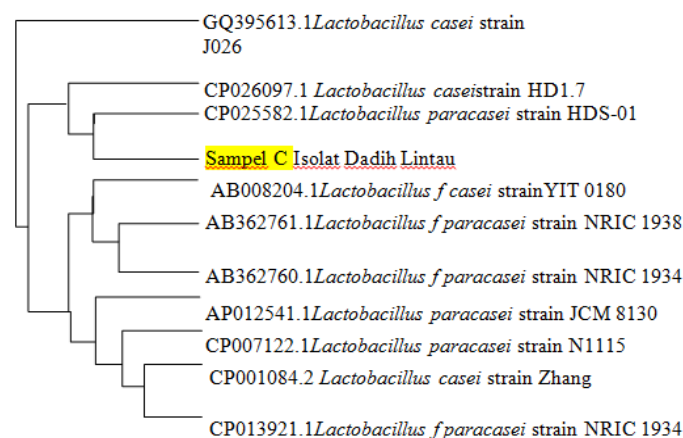 GQ395613.1Lactobacillus casei strain
J026
CP026097.1 Lactobacillus caseistrain HD1.7
CP025582.1Lactobacillus paracasei strain HDS-01
Sampel C Isolat Dadih Lintau
AB008204.1Lactobacillus f casei strainYIT 0180
AB362761.1Lactobacillus f paracasei strain NRIC 1938
AB362760.1Lactobacillus f paracasei strain NRIC 1934
AP012541.1Lactobacillus paracasei strain JCM 8130
CP007122.1Lactobacillus paracasei strain N1115
CP001084.2 Lactobacillus casei strain Zhang
CP013921.1Lactobacillus f paracasei strain NRIC 1934